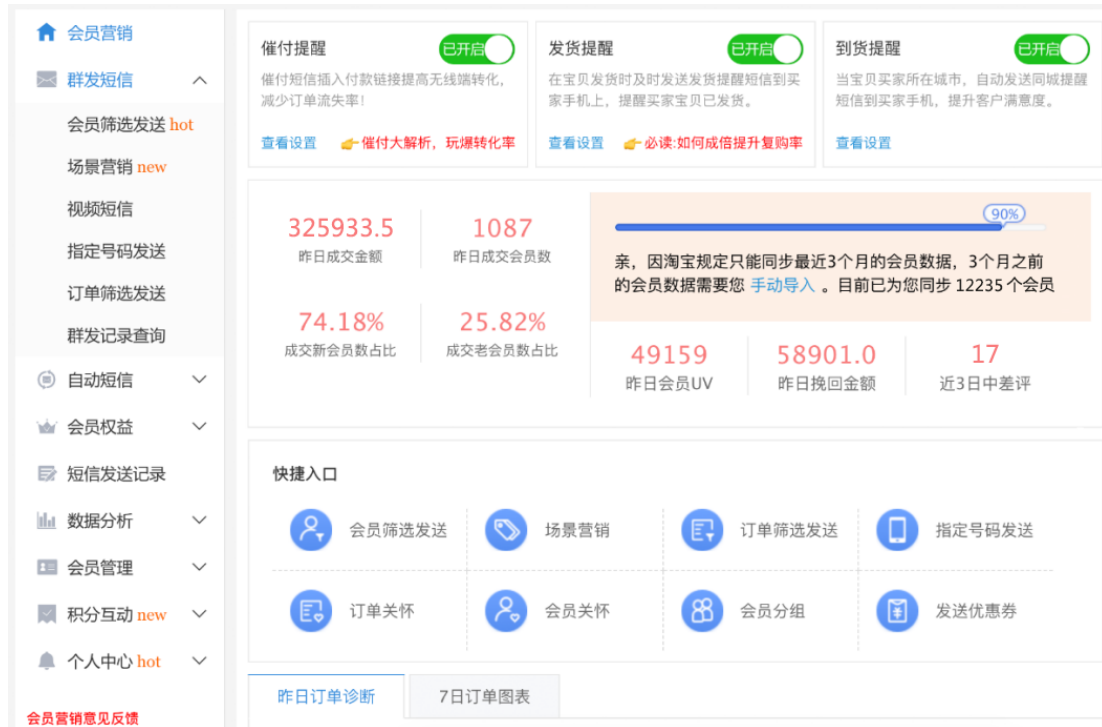 会员营销
群发短信
会员筛选发送 hot
场景营销 new
视频短信
指定号码发送
订单筛选发送
群发记录查询
自动短信
会员权益
短信发送记录
数据分析
会员管理
积分互动 new
个人中心 hot
会员营销意见反馈
催付提醒
已开启
催付短信插入付款链接提高无线端转化，
减少订单流失率！
查看设置
催付大解析，玩爆转化率
发货提醒
已开启
在宝贝发货时及时发送发货提醒短信到买
家手机上，提醒买家宝贝已发货。
查看设置
必读:如何成倍提升复购率
到货提醒
已开启
当宝贝买家所在城市，自动发送同城提醒
短信到买家手机，提升客户满意度。
查看设置
325933.5
昨日成交金额
1087
昨日成交会员数
74.18%
成交新会员数占比
25.82%
成交老会员数占比
90%
亲，因淘宝规定只能同步最近3个月的会员数据，3个月之前
的会员数据需要您 手动导入 。目前已为您同步 12235 个会员
49159
昨日会员UV
58901.0
昨日挽回金额
17
近3日中差评
快捷入口
会员筛选发送
场景营销
订单筛选发送
指定号码发送
订单关怀
会员关怀
会员分组
发送优惠券
昨日订单诊断
7日订单图表